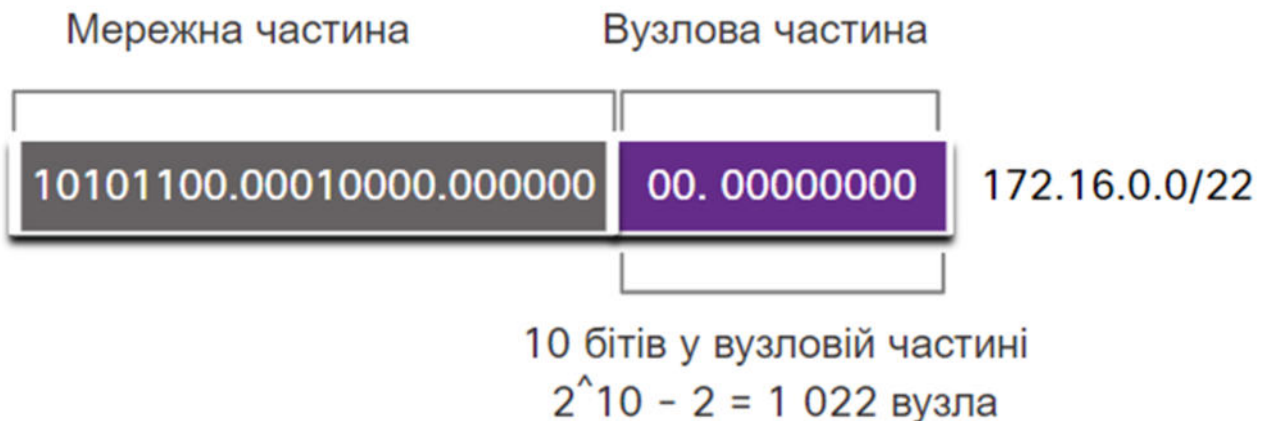 Мережна частина Вузлова частина
10101100.00010000.000000 00. 00000000 172.16.0.0/22
10 бітів у вузловій частині
2^10 - 2 = 1 022 вузла